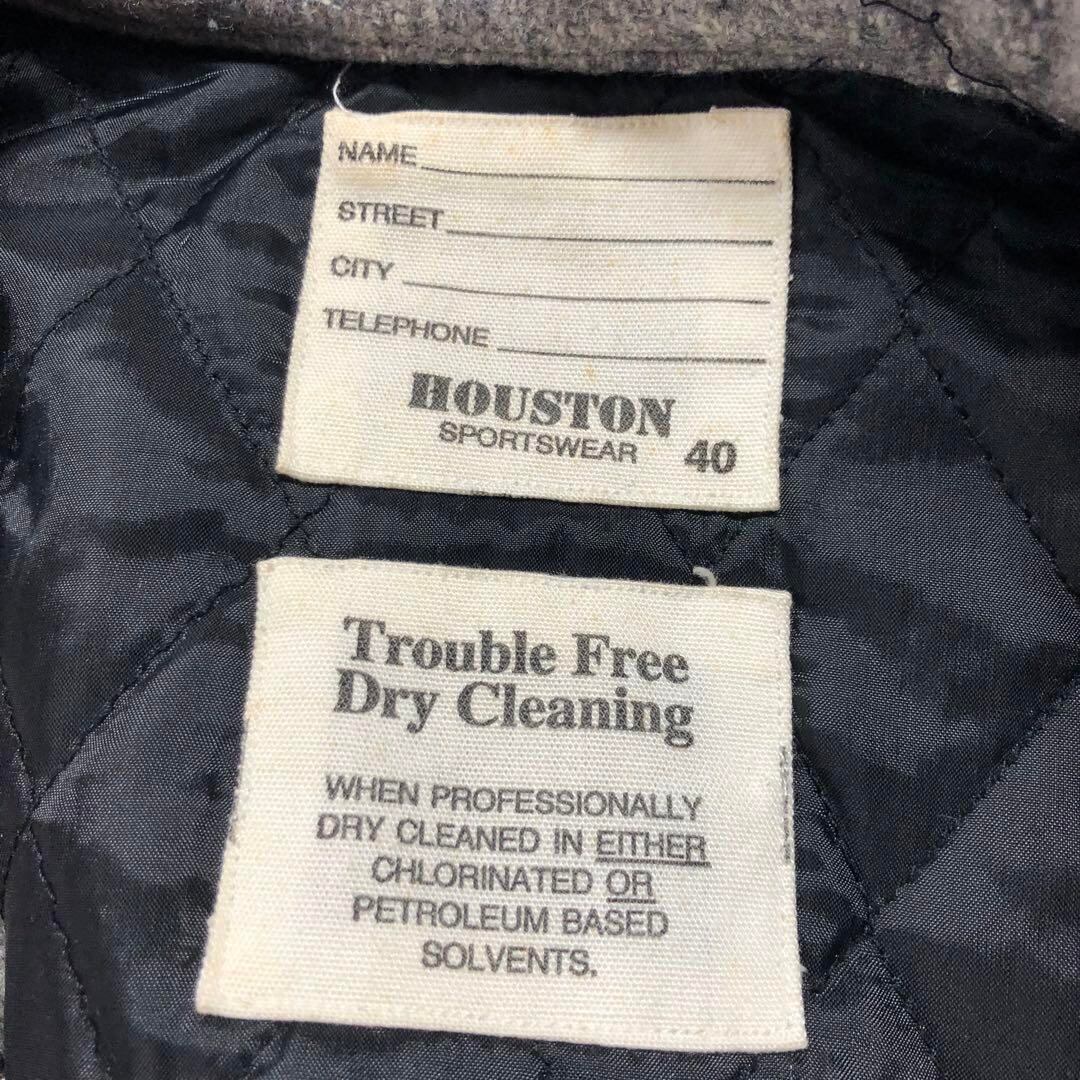 NAME
STREET
CITY
TELEPHONE
HOUSTON
SPORTSWEAR 40
Trouble Free
Dry Cleaning
WHEN PROFESSIONALLY
DRY CLEANED IN EITHER
CHLORINATED OR
PETROLEUM BASED
SOLVENTS.